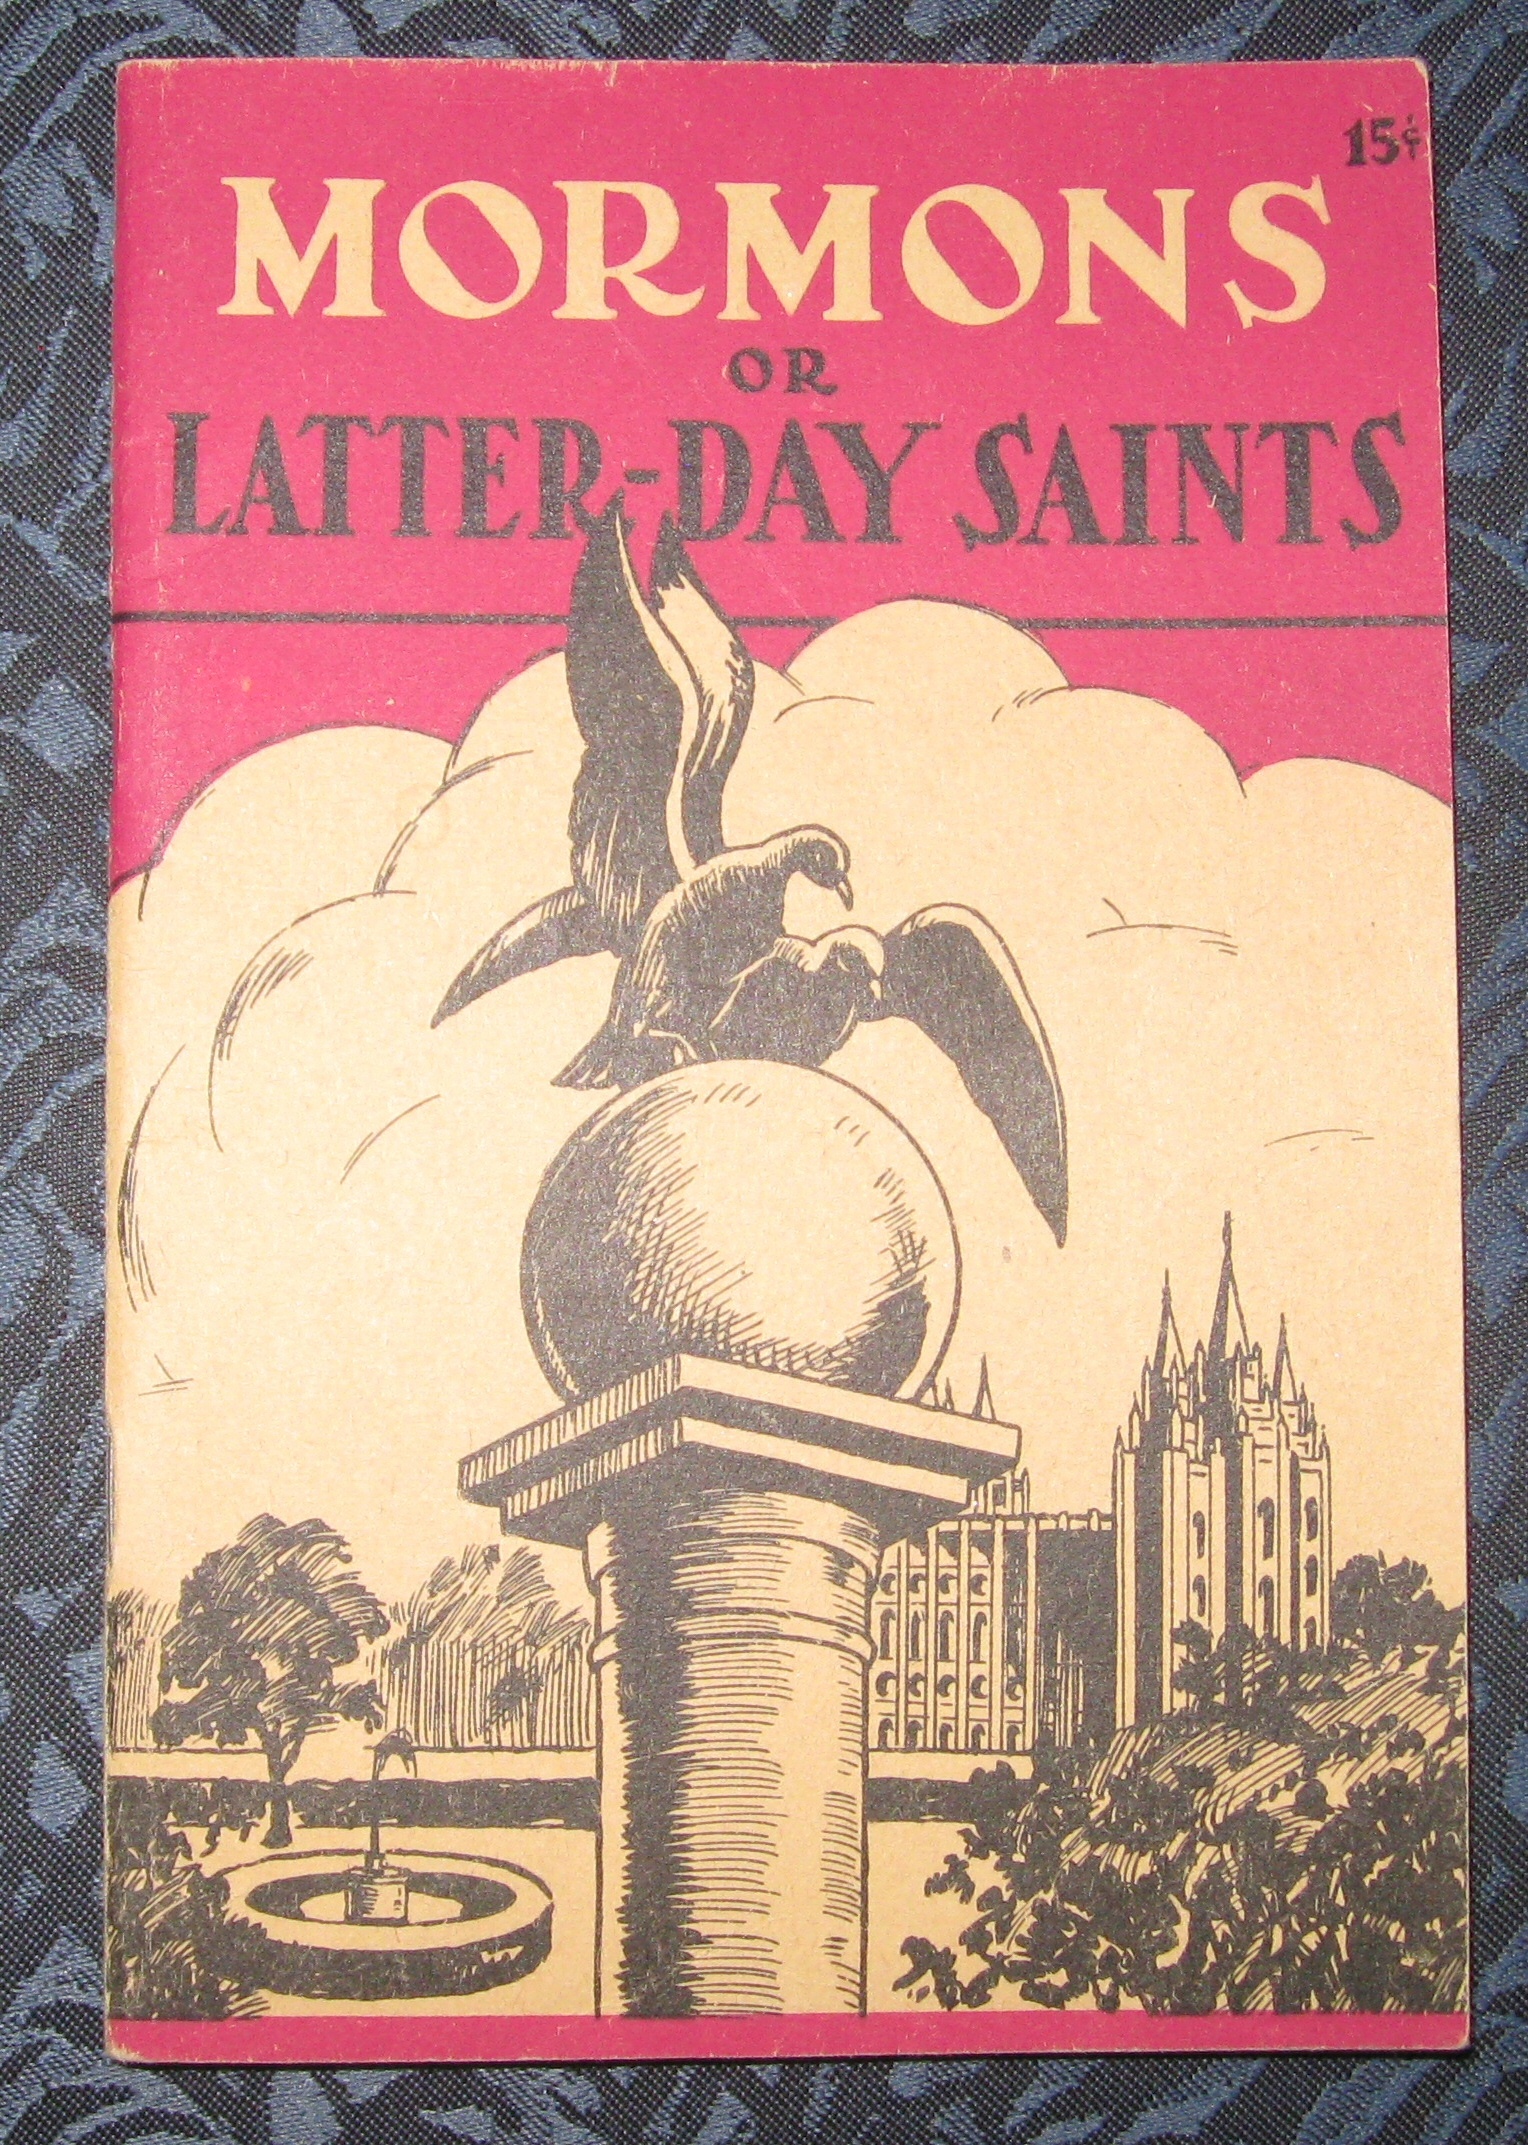 15¢
MORMONS
OR
LATTER-DAY SAINTS